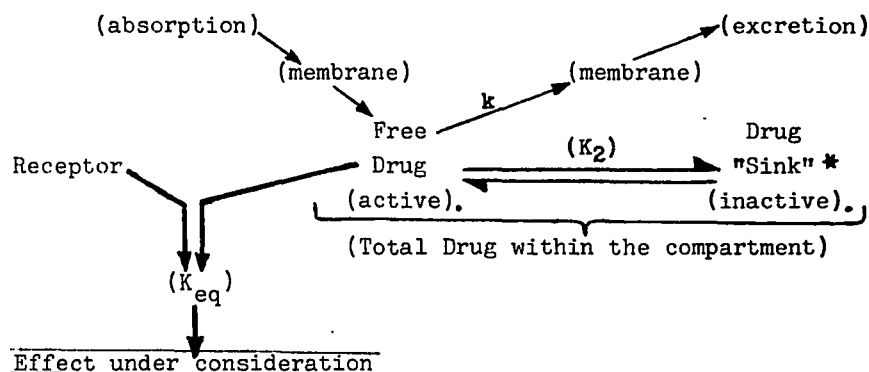 (absorption)
(excretion)
(membrane)
(membrane)
k
Free
Drug
(K2)
Receptor
Drug
"Sink" *
(active).
(inactive).
(Total Drug within the compartment)
(Keq)
Effect under consideration